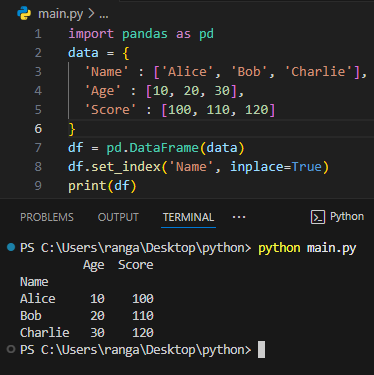 main.py > ...
1 import pandas as pd
2 data = {
3   'Name' : ['Alice', 'Bob', 'Charlie'],
4   'Age' : [10, 20, 30],
5   'Score' : [100, 110, 120]
6 }
7 df = pd.DataFrame(data)
8 df.set_index('Name', inplace=True)
9 print(df)
PROBLEMS OUTPUT TERMINAL ··· Python
PS C:\Users\ranga\Desktop\python> python main.py
         Age  Score
Name
Alice     10    100
Bob       20    110
Charlie   30    120
PS C:\Users\ranga\Desktop\python>